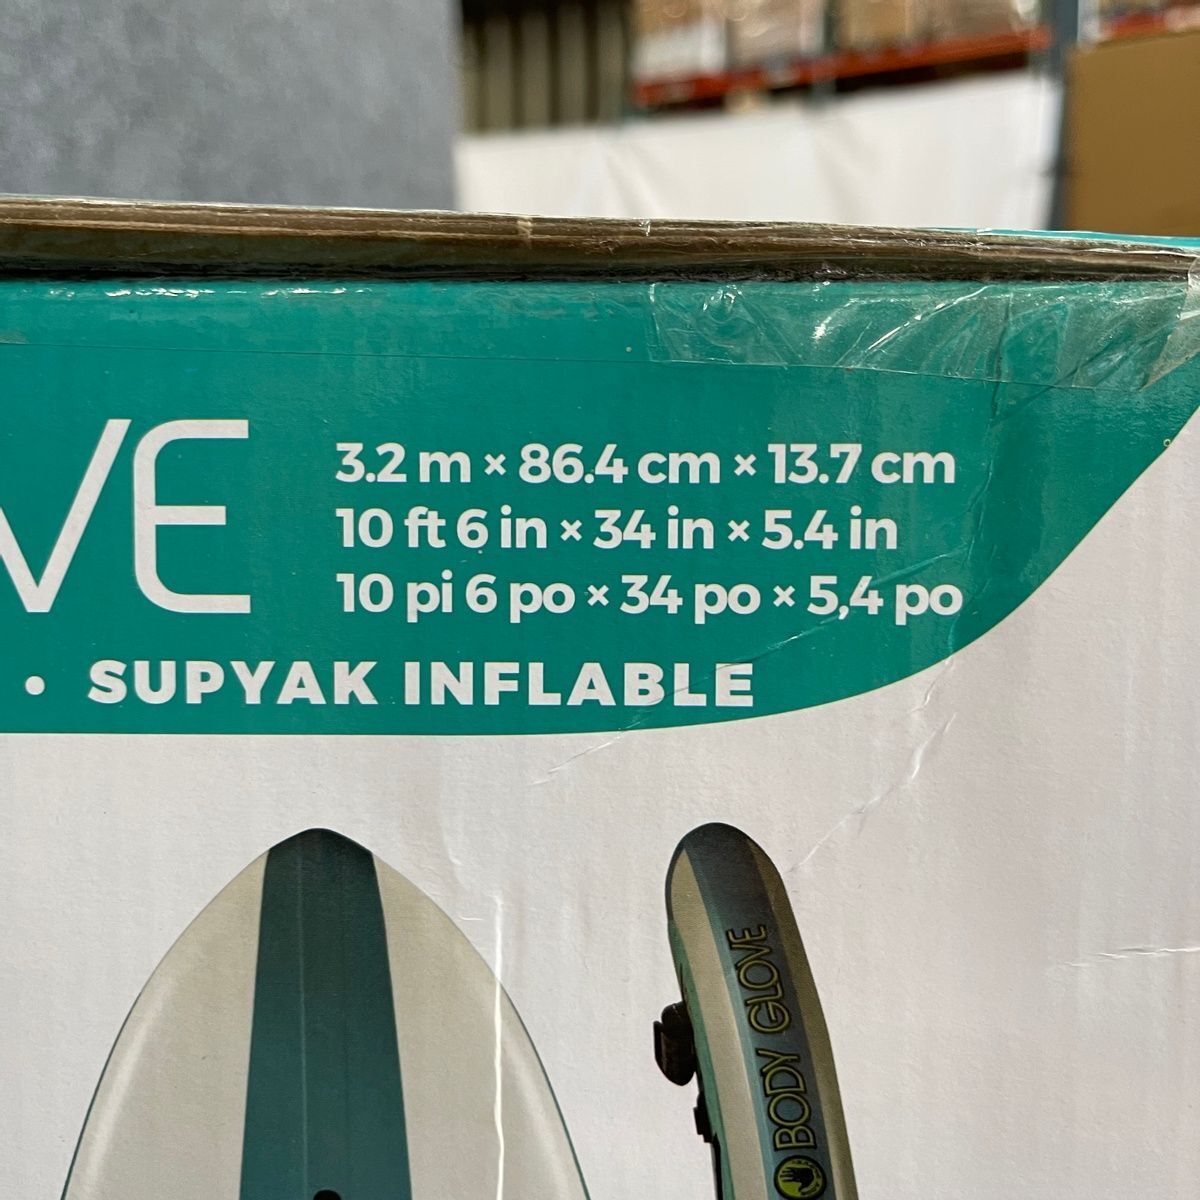 VE
3.2 m × 86.4 cm × 13.7 cm
10 ft 6 in × 34 in × 5.4 in
10 pi 6 po × 34 po × 5,4 po
• SUPYAK INFLABLE
BODY GLOVE